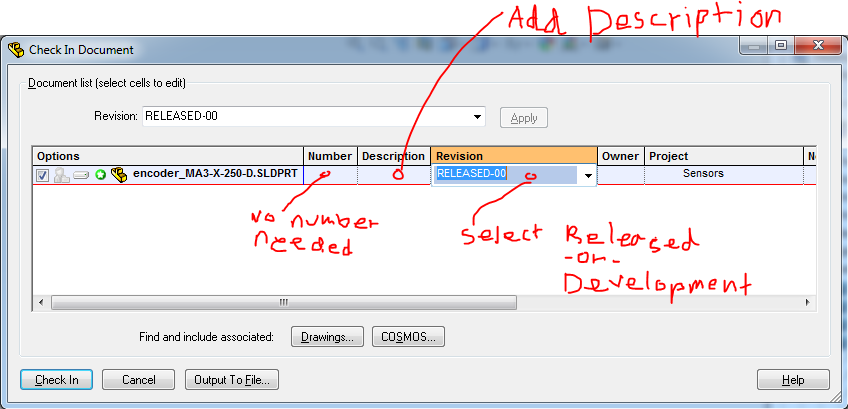 Add Description
Check In Document
Document list (select cells to edit)
Revision: RELEASED-00 Apply
Options Number Description Revision Owner Project
encoder_MA3-X-250-D.SLDPRT RELEASED-00 Sensors
No number
needed
select Released
-or-
Development
Find and include associated: Drawings... COSMOS...
Check In Cancel Output To File... Help